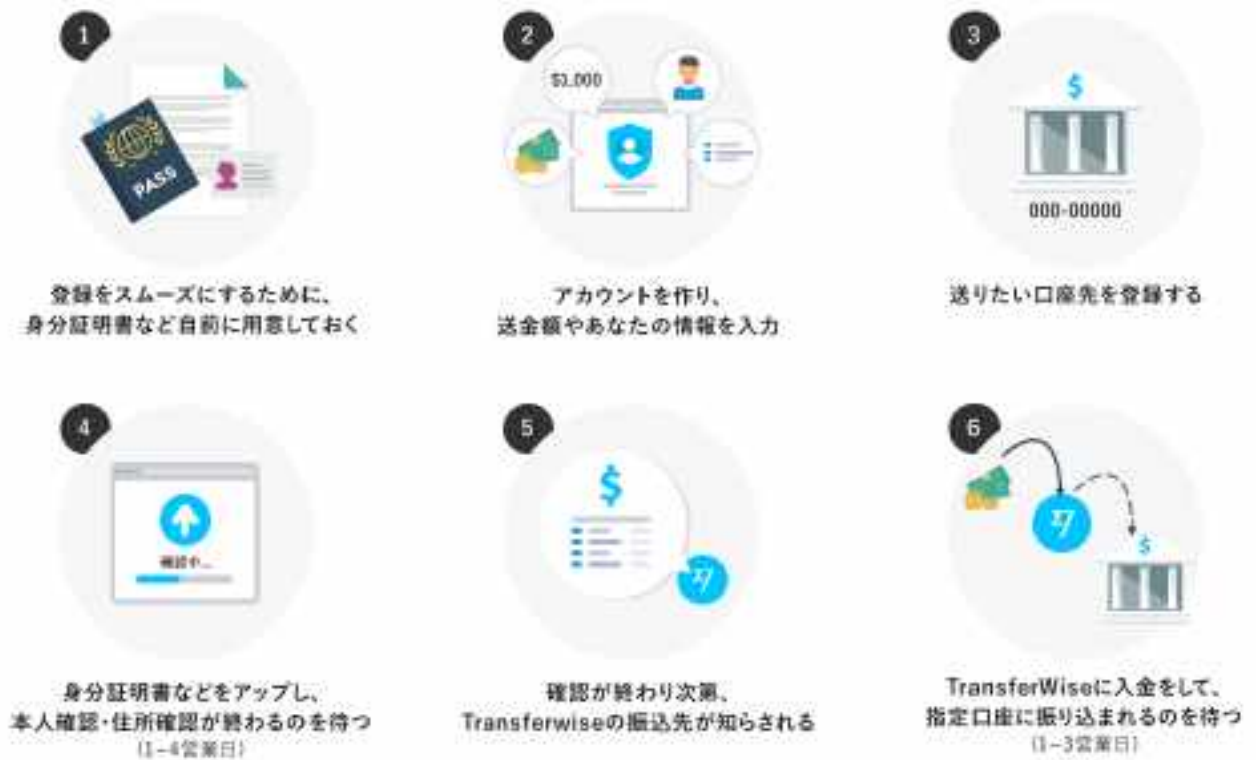 1
PASS
登録をスムーズにするために、
身分証明書など自前に用意しておく
2
$1,000
アカウントを作り、
送金額やあなたの情報を入力
3
$
000-00000
送りたい口座先を登録する
4
確認中...
身分証明書などをアップし、
本人確認・住所確認が終わるのを待つ
(1-4営業日)
5
$
確認が終わり次第、
Transferwiseの振込先が知らされる
6
$
TransferWiseに入金をして、
指定口座に振り込まれるのを待つ
(1-3営業日)